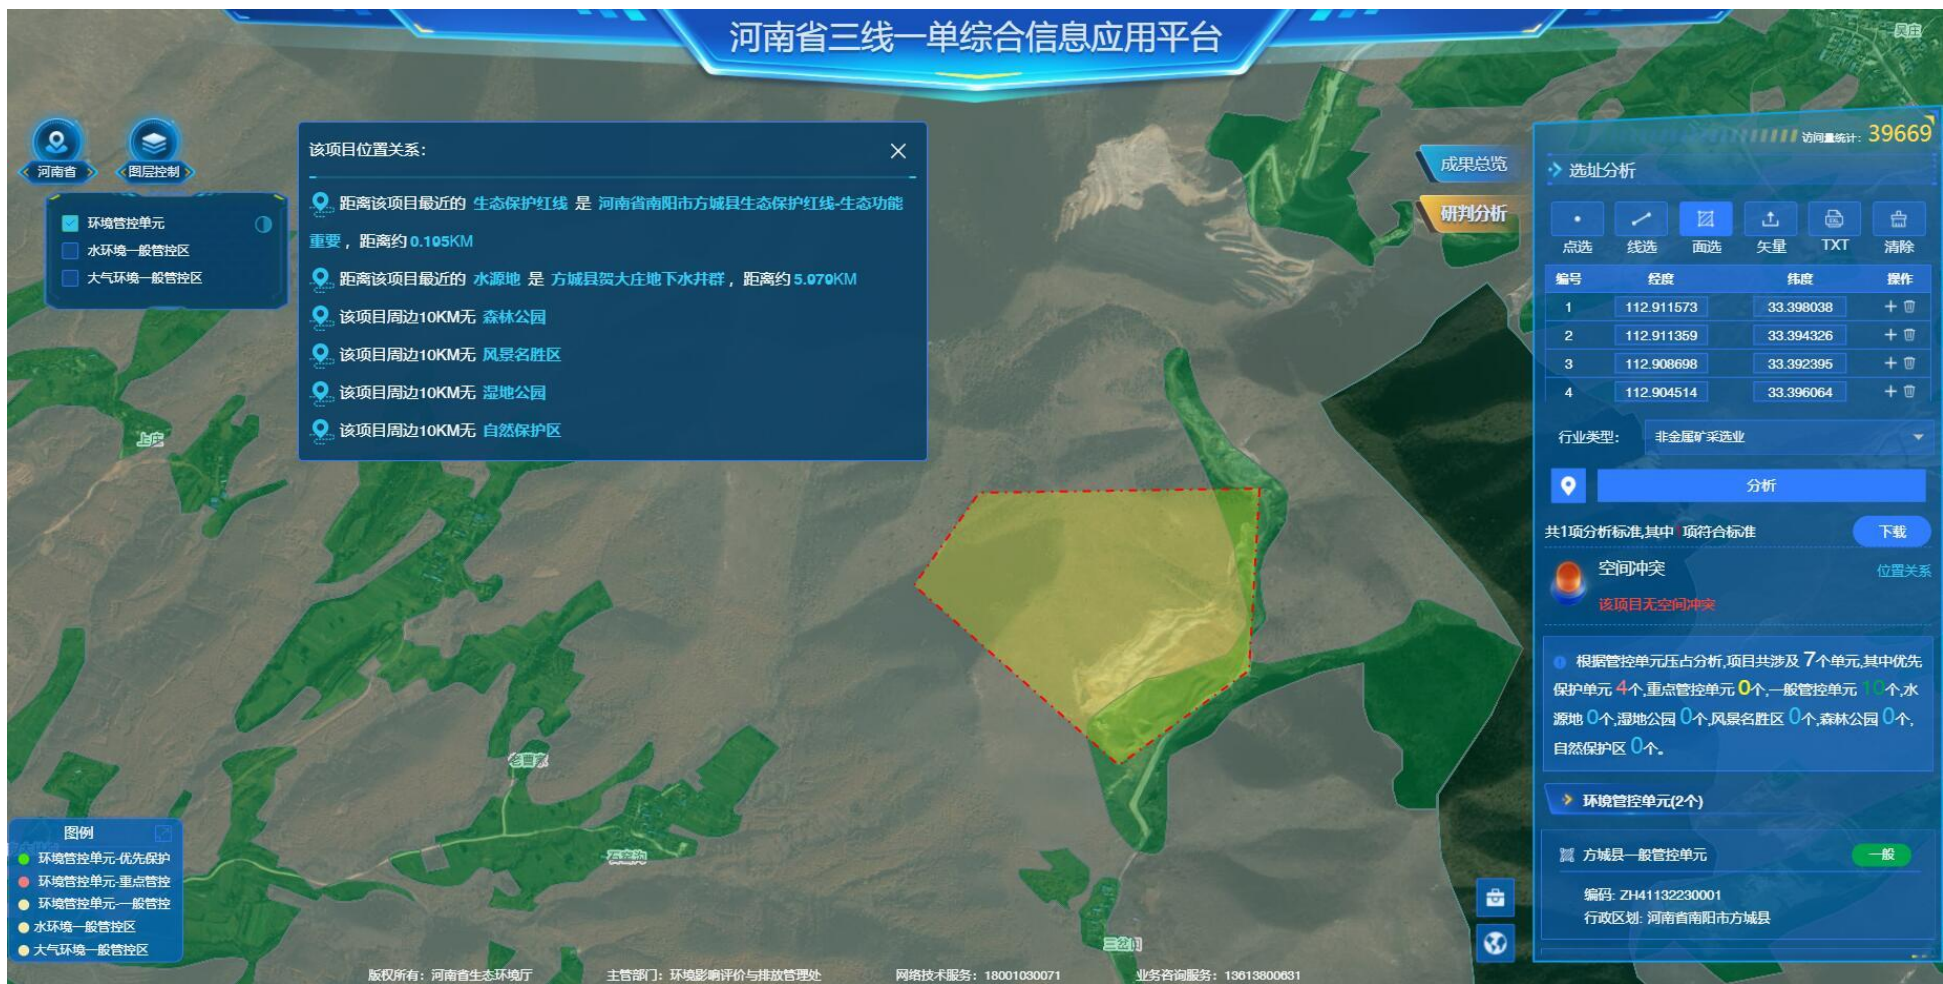 河南省三线一单综合信息应用平台
吴庄
河南省
图层控制
环境管控单元
水环境一般管控区
大气环境一般管控区
该项目位置关系：
距离该项目最近的 生态保护红线 是 河南省南阳市方城县生态保护红线-生态功能
重要，距离约0.195KM
距离该项目最近的 水源地 是 方城县贺大庄地下水井群，距离约5.079KM
该项目周边10KM无 森林公园
该项目周边10KM无 风景名胜区
该项目周边10KM无 湿地公园
该项目周边10KM无 自然保护区
成果总览
研判分析
访问量统计：39669
选址分析
点选 线选 面选 矢量 TXT 清除
编号 经度 纬度 操作
1 112.911573 33.398038
2 112.911359 33.394326
3 112.908698 33.392395
4 112.904514 33.396064
行业类型： 非金属矿采选业
分析
共1项分析标准,其中 项符合标准
下载
空间冲突
位置关系
该项目无空间冲突
根据管控单元压占分析,项目共涉及 7个单元,其中优先
保护单元 4个,重点管控单元 0个,一般管控单元 10个,水
源地 0个,湿地公园 0个,风景名胜区 0个,森林公园 0个,
自然保护区 0个。
环境管控单元(2个)
方城县一般管控单元
一般
编码: ZH41132230001
行政区划: 河南省南阳市方城县
上庄
老曹家
石窑沟
三岔口
图例
环境管控单元-优先保护
环境管控单元-重点管控
环境管控单元-一般管控
水环境一般管控区
大气环境一般管控区
版权所有：河南省生态环境厅 主管部门：环境影响评价与排放管理处 网络技术服务：18001030071 业务咨询服务：13613800631